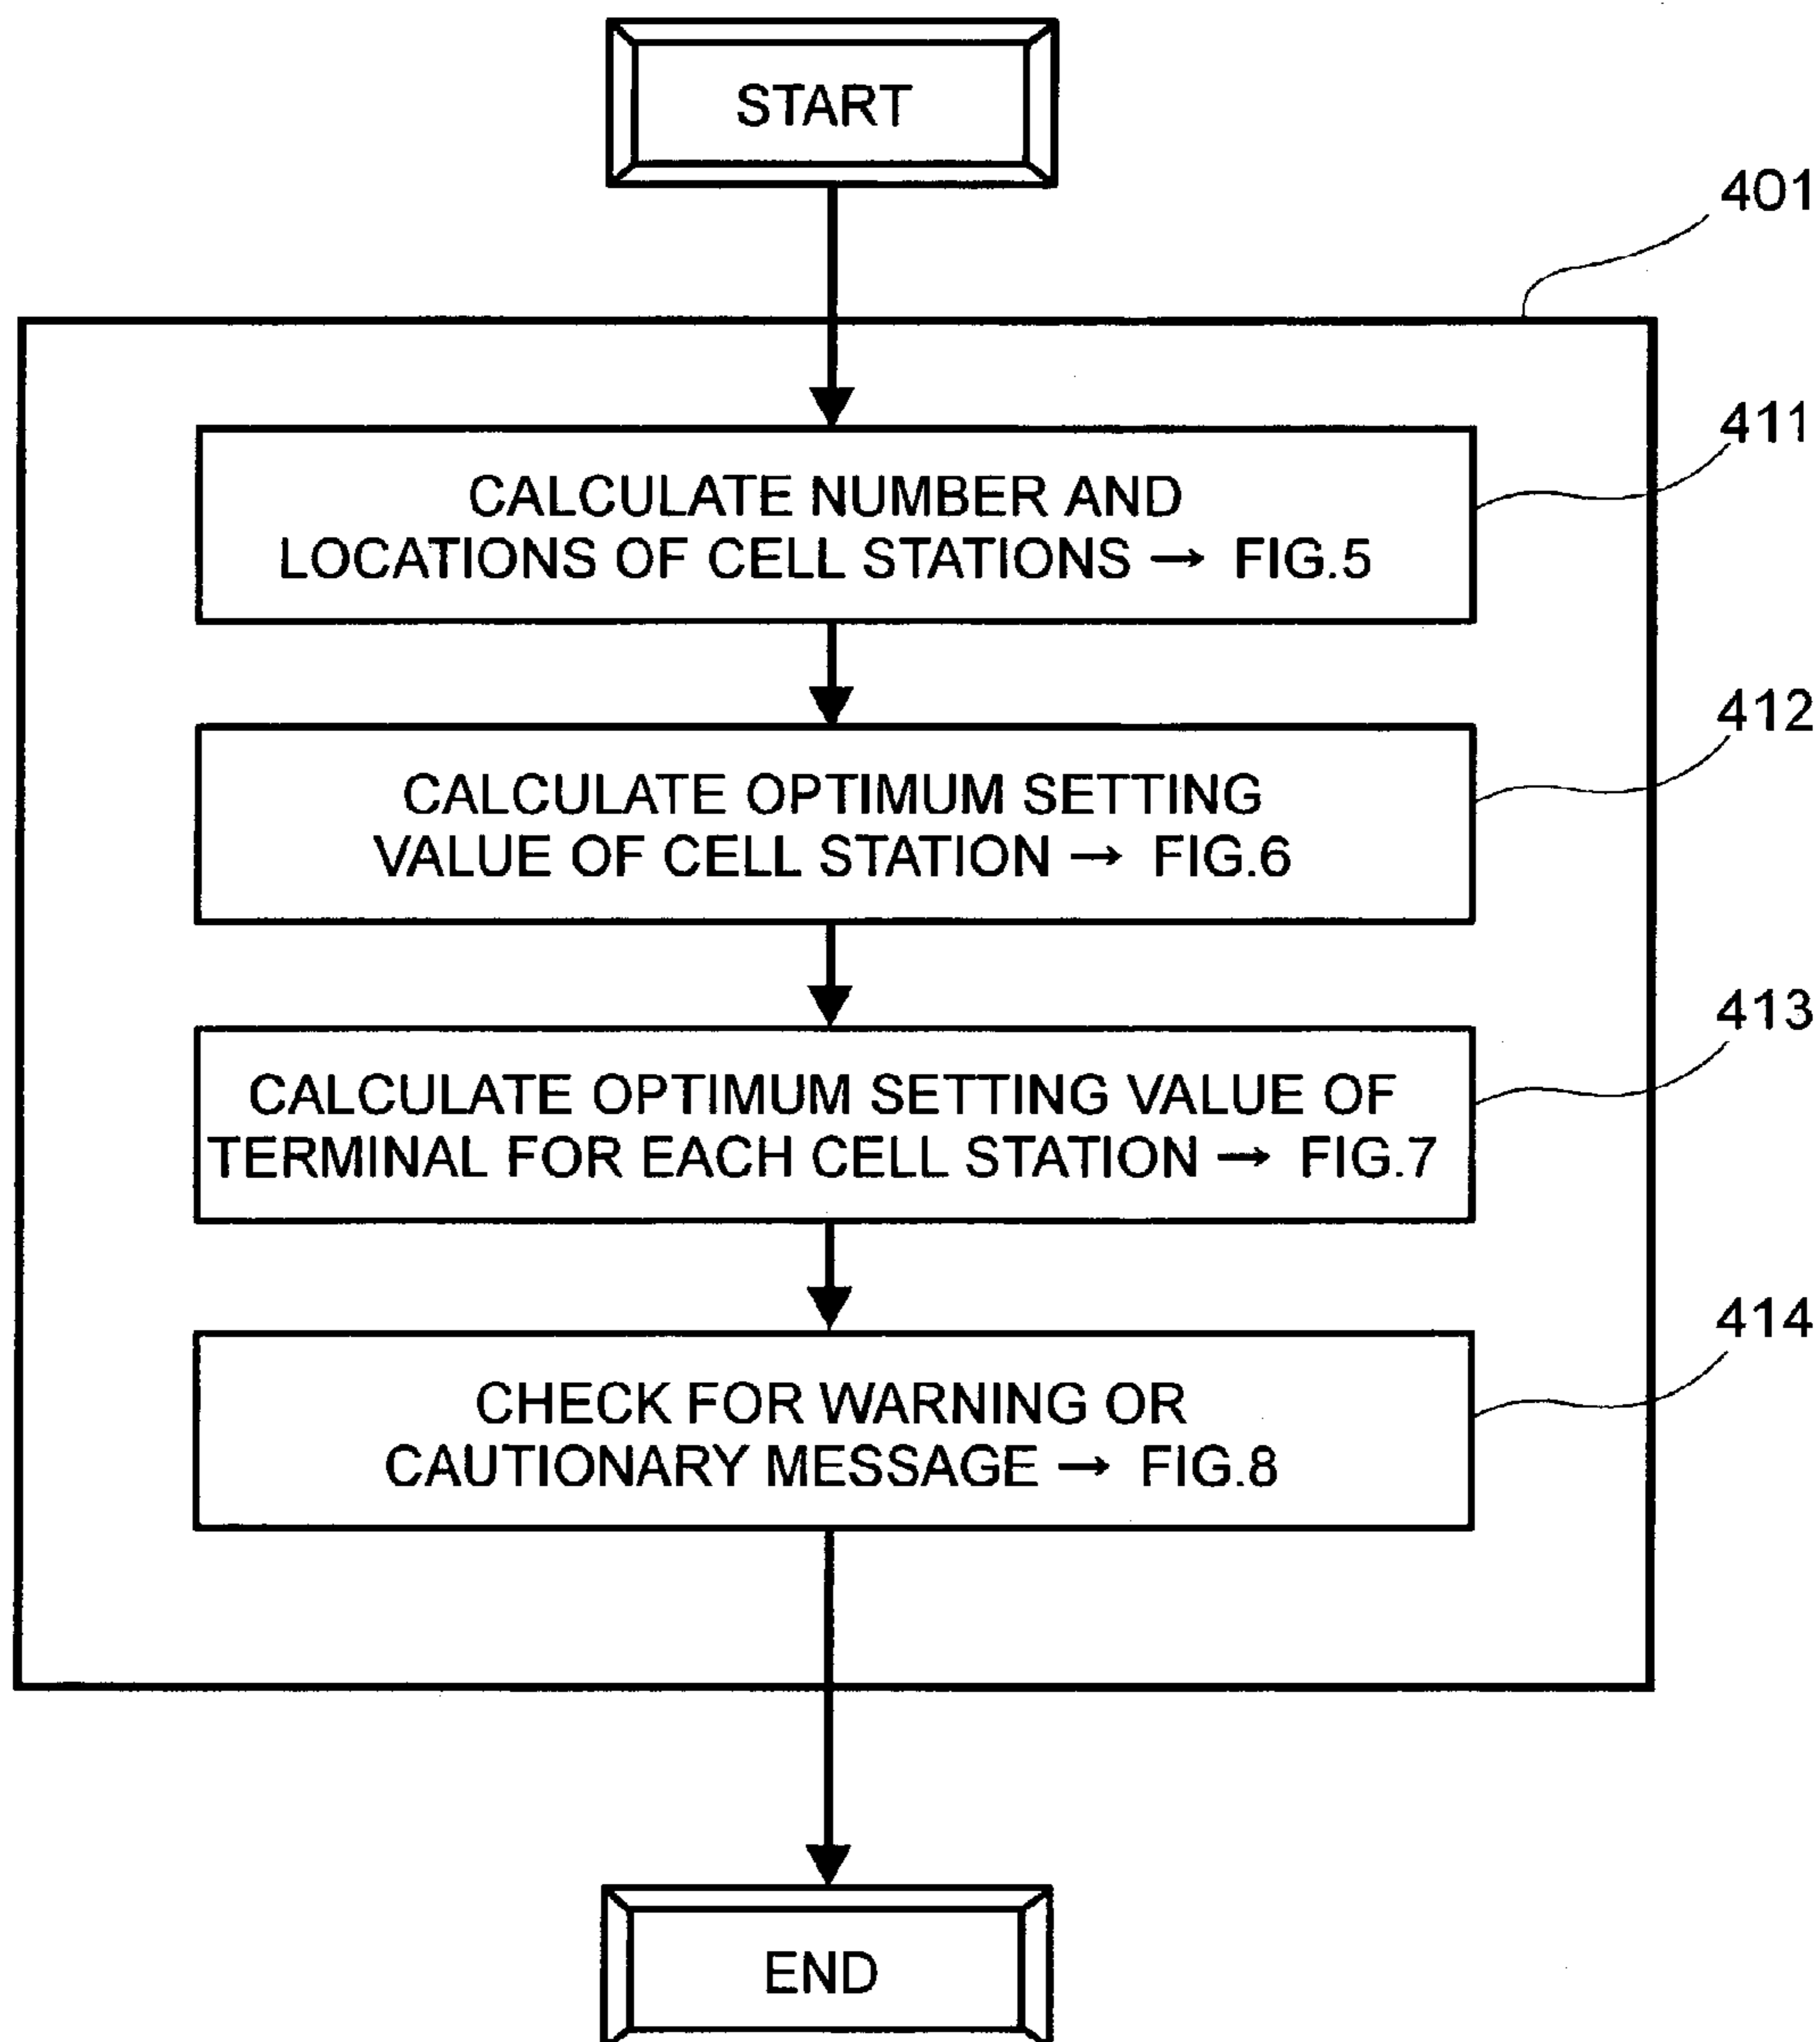 START
401
411
CALCULATE NUMBER AND
LOCATIONS OF CELL STATIONS → FIG.5
412
CALCULATE OPTIMUM SETTING
VALUE OF CELL STATION → FIG.6
413
CALCULATE OPTIMUM SETTING VALUE OF
TERMINAL FOR EACH CELL STATION → FIG.7
414
CHECK FOR WARNING OR
CAUTIONARY MESSAGE → FIG.8
END